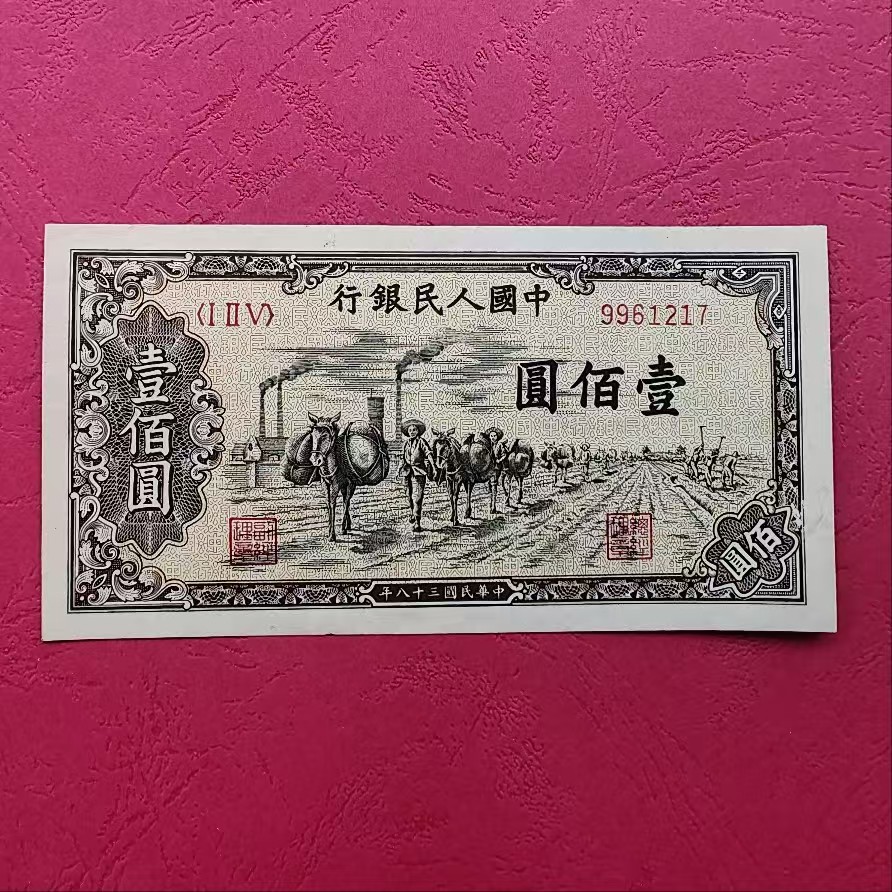 中國人民銀行
〈I II V〉
9961217
壹佰圓
壹佰圓
佰圓
中華民國三十八年